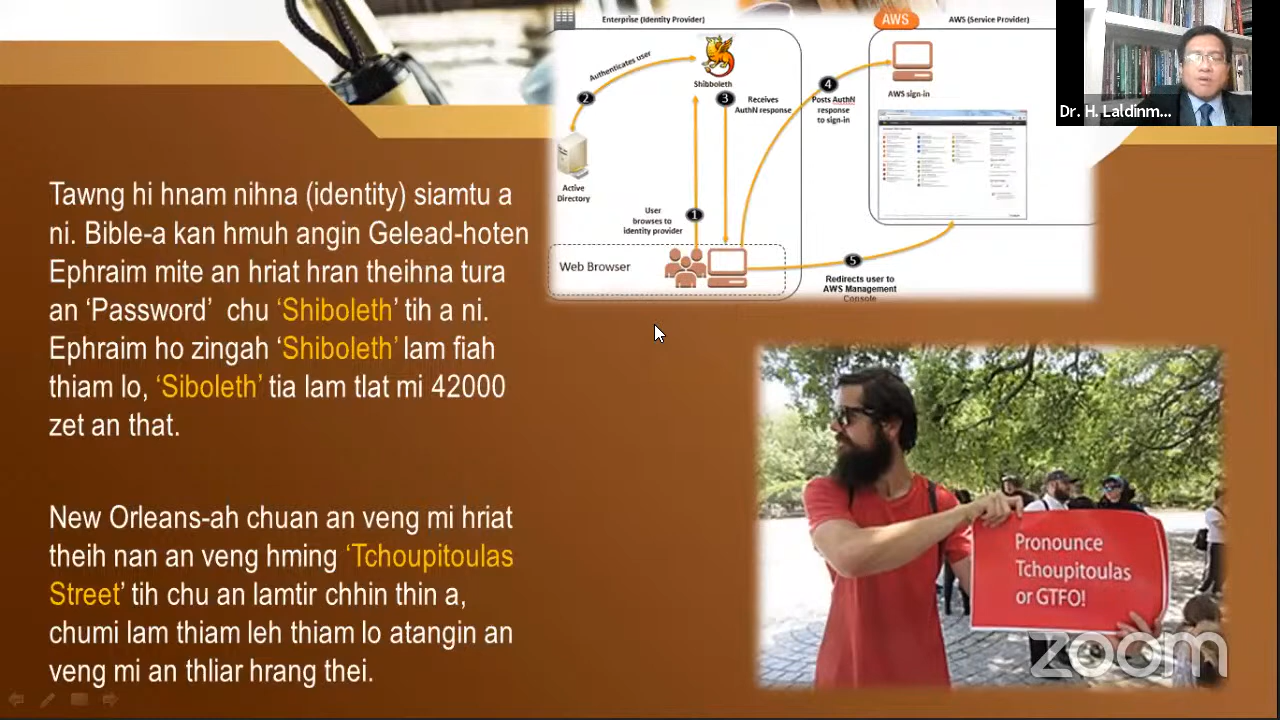 Enterprise (Identity Provider)
AWS
AWS (Service Provider)
Authenticates user
2
Shibboleth
3
Receives
AuthN response
4
Posts AuthN
response
to sign-in
AWS sign-in
Dr. H. Laldinm...
Active
Directory
User
browses to
identity provider
1
Web Browser
5
Redirects user to
AWS Management
Console
Tawng hi hnam nihna (identity) siamtu a
ni. Bible-a kan hmuh angin Gelead-hoten
Ephraim mite an hriat hran theihna tura
an ‘Password’ chu ‘Shiboleth’ tih a ni.
Ephraim ho zingah ‘Shiboleth’ lam fiah
thiam lo, ‘Siboleth’ tia lam tlat mi 42000
zet an that.
New Orleans-ah chuan an veng mi hriat
theih nan an veng hming ‘Tchoupitoulas
Street’ tih chu an lamtir chhin thin a,
chumi lam thiam leh thiam lo atangin an
veng mi an thliar hrang thei.
Pronounce
Tchoupitoulas
or GTFO!
zoom